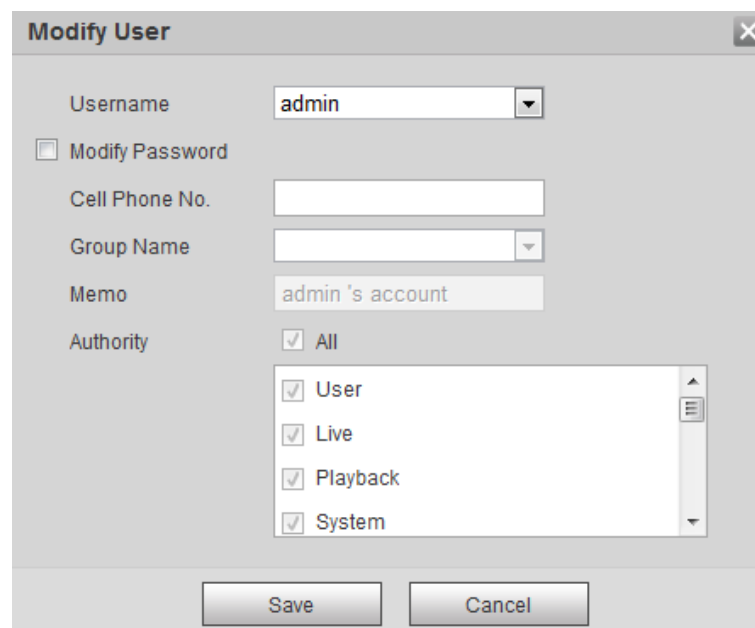 Modify User
Username admin
Modify Password
Cell Phone No.
Group Name
Memo admin 's account
Authority All
User
Live
Playback
System
Save Cancel